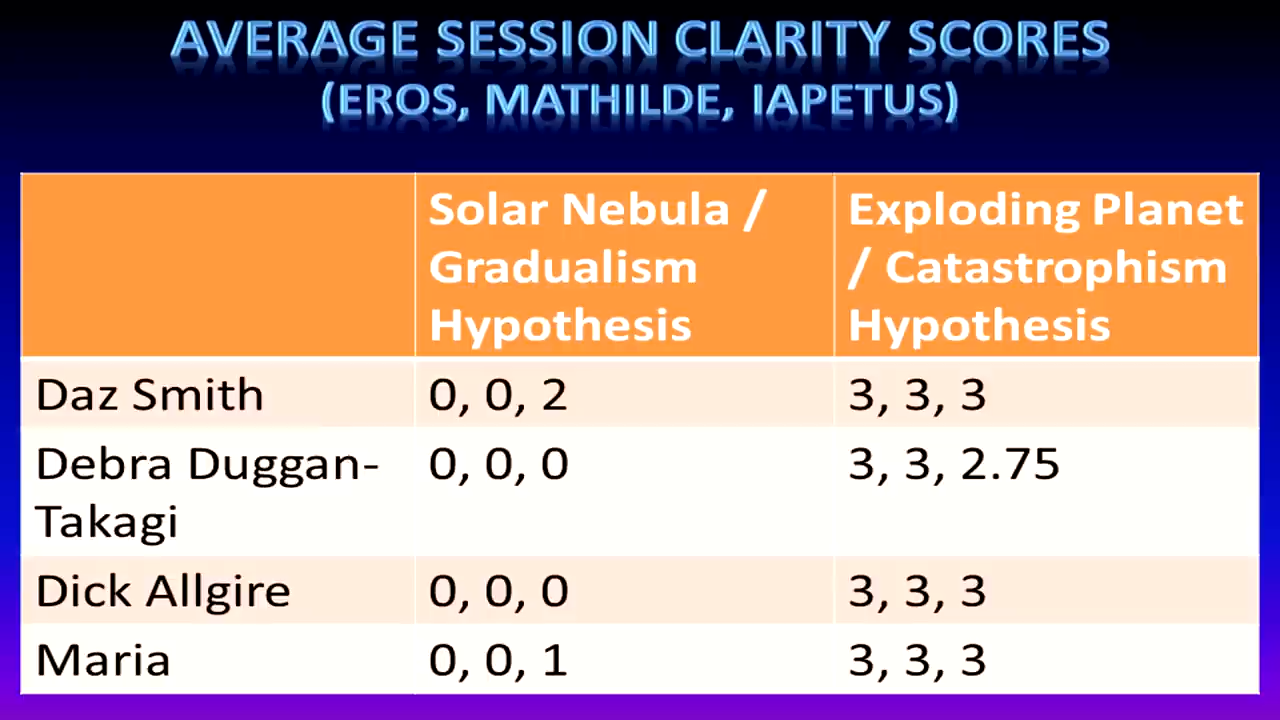 AVERAGE SESSION CLARITY SCORES
(EROS, MATHILDE, IAPETUS)
Solar Nebula /
Gradualism
Hypothesis
Exploding Planet
/ Catastrophism
Hypothesis
Daz Smith
0, 0, 2
3, 3, 3
Debra Duggan-
Takagi
0, 0, 0
3, 3, 2.75
Dick Allgire
0, 0, 0
3, 3, 3
Maria
0, 0, 1
3, 3, 3